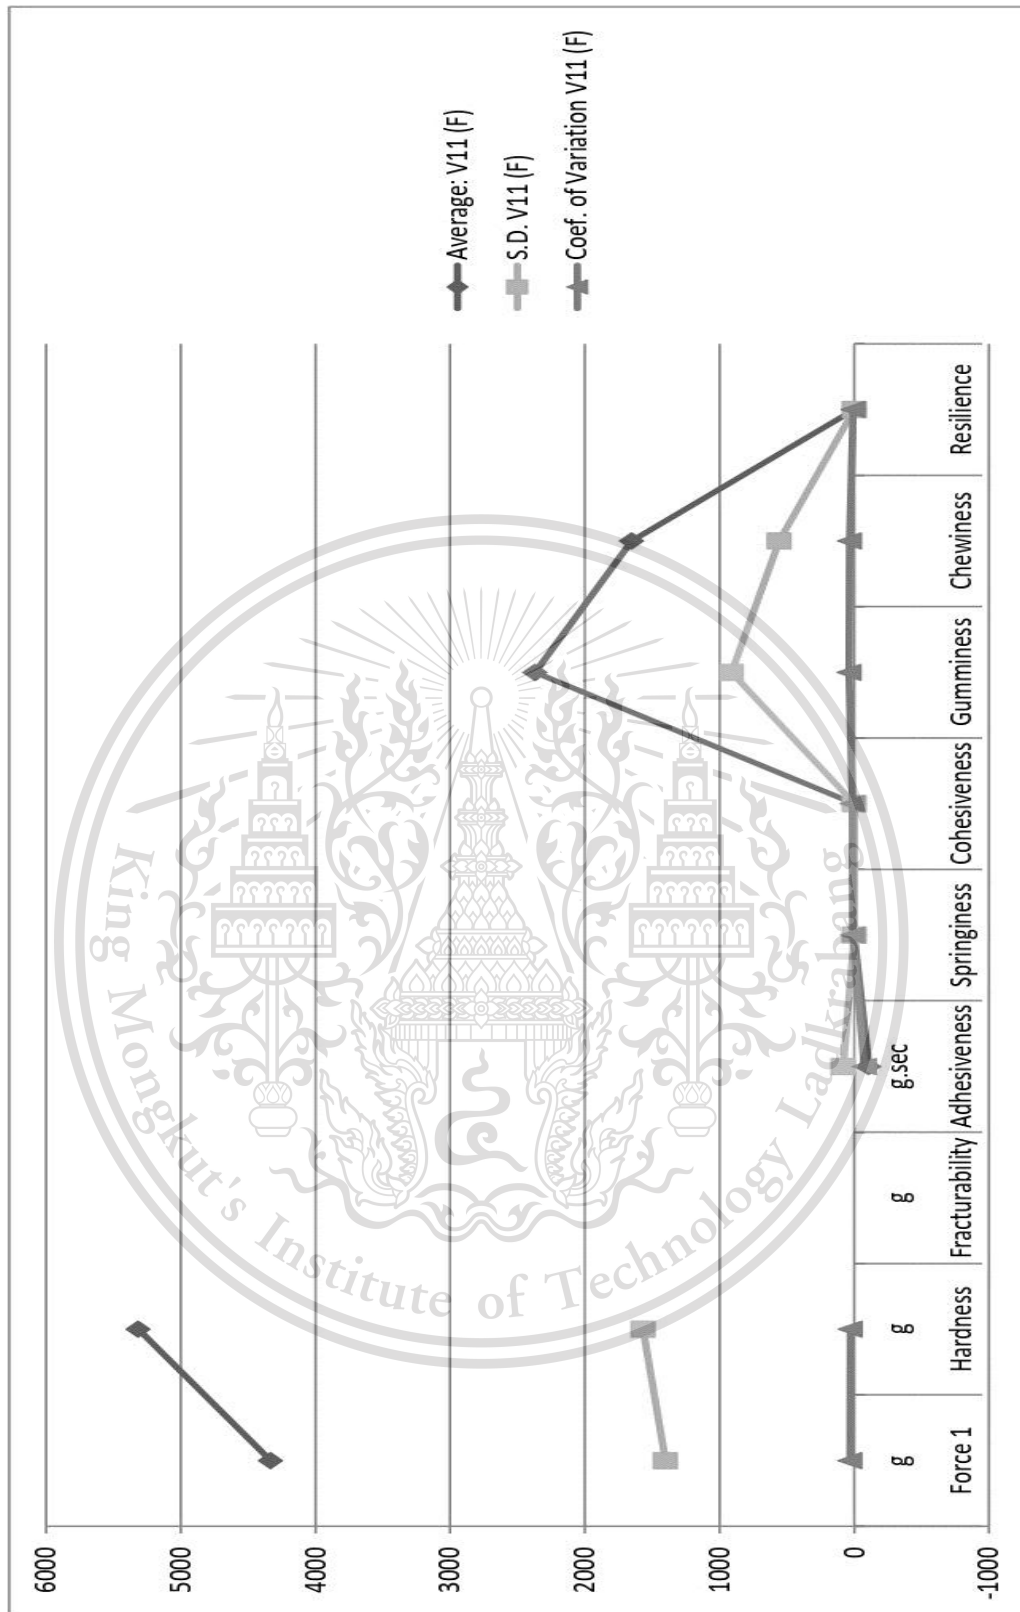 6000
5000
4000
3000
2000
1000
0
-1000
g
g
g
g.sec
Force 1
Hardness
Fracturability
Adhesiveness
Springiness
Cohesiveness
Gumminess
Chewiness
Resilience
Average: V11 (F)
S.D. V11 (F)
Coef. of Variation V11 (F)
King Mongkut's Institute of Technology Ladkrabang